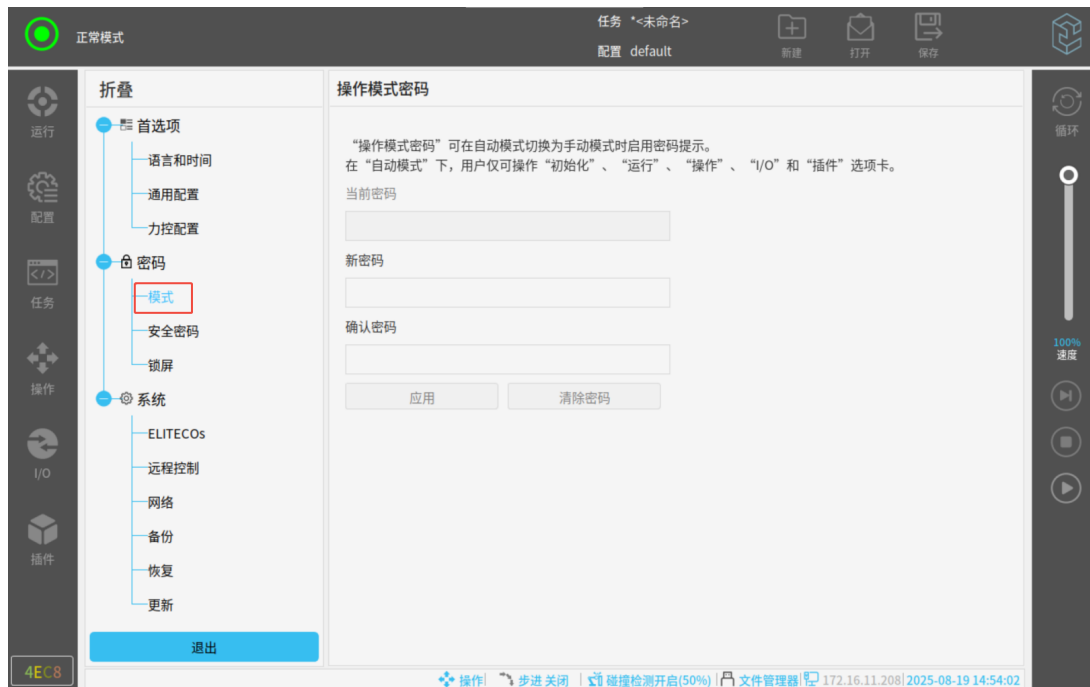 正常模式
任务 *<未命名>
配置 default
新建
打开
保存
运行
配置
任务
操作
I/O
插件
4EC8
折叠
首选项
语言和时间
通用配置
力控配置
密码
模式
安全密码
锁屏
系统
ELITECOs
远程控制
网络
备份
恢复
更新
退出
操作模式密码
“操作模式密码”可在自动模式切换为手动模式时启用密码提示。
在“自动模式”下，用户仅可操作“初始化”、“运行”、“操作”、“I/O”和“插件”选项卡。
当前密码
新密码
确认密码
应用
清除密码
循环
100%
速度
操作 步进 关闭 碰撞检测开启(50%) 文件管理器 172.16.11.208 2025-08-19 14:54:02